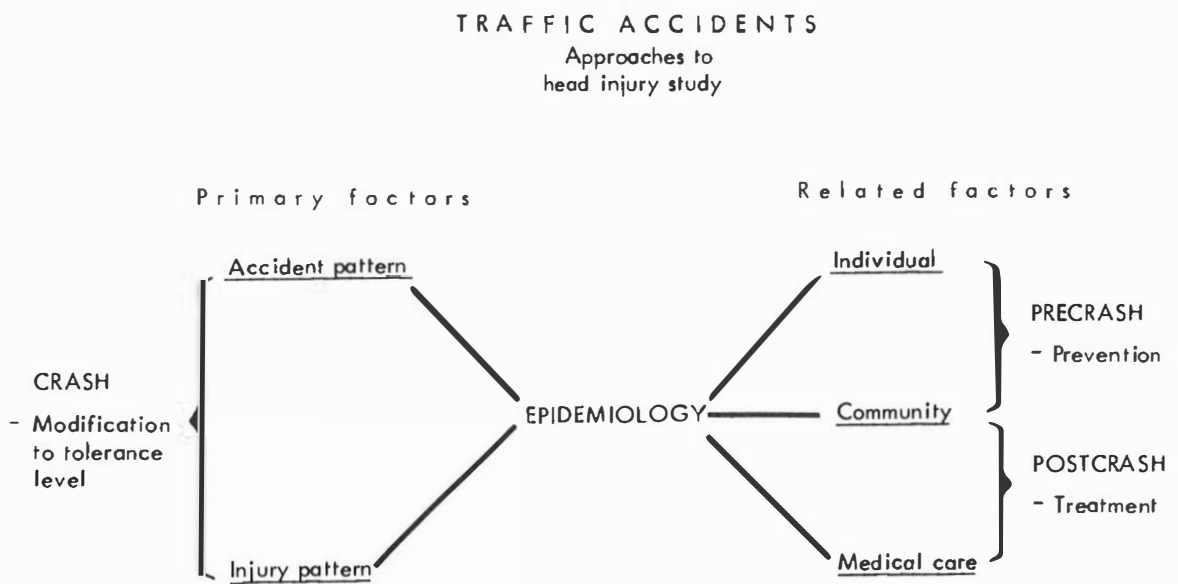 TRAFFIC ACCIDENTS
Approaches to
head injury study
Primary factors
Related factors
Accident pattern
Individual
PRECRASH
- Prevention
CRASH
- Modification
to tolerance
level
EPIDEMIOLOGY
Community
POSTCRASH
- Treatment
Injury pattern
Medical care